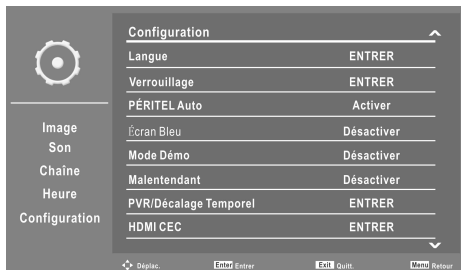 Configuration
Langue ENTRER
Verrouillage ENTRER
PÉRITEL Auto Activer
Écran Bleu Désactiver
Mode Démo Désactiver
Malentendant Désactiver
PVR/Décalage Temporel ENTRER
HDMI CEC ENTRER
Image
Son
Chaîne
Heure
Configuration
Déplac. Enter Entrer Exit Quitt. Menu Retour